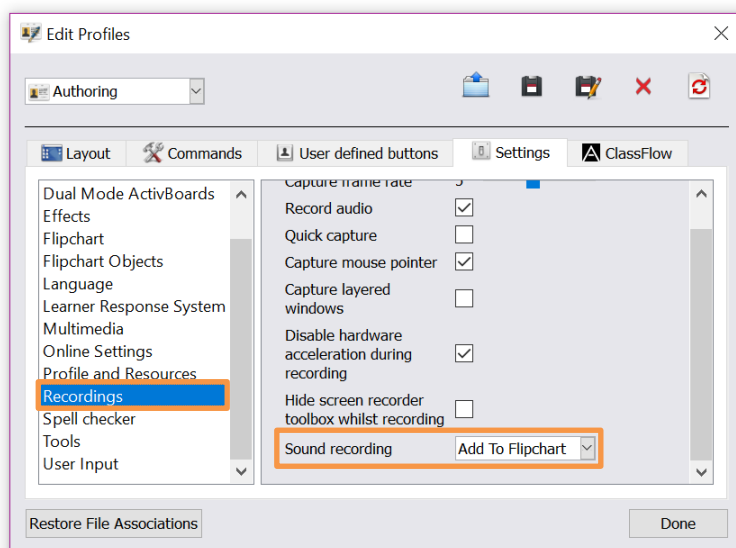 Edit Profiles
Authoring
Layout
Commands
User defined buttons
Settings
ClassFlow
Dual Mode ActivBoards
Effects
Flipchart
Flipchart Objects
Language
Learner Response System
Multimedia
Online Settings
Profile and Resources
Recordings
Spell checker
Tools
User Input
Capture frame rate
Record audio
Quick capture
Capture mouse pointer
Capture layered
windows
Disable hardware
acceleration during
recording
Hide screen recorder
toolbox whilst recording
Sound recording Add To Flipchart
Restore File Associations
Done